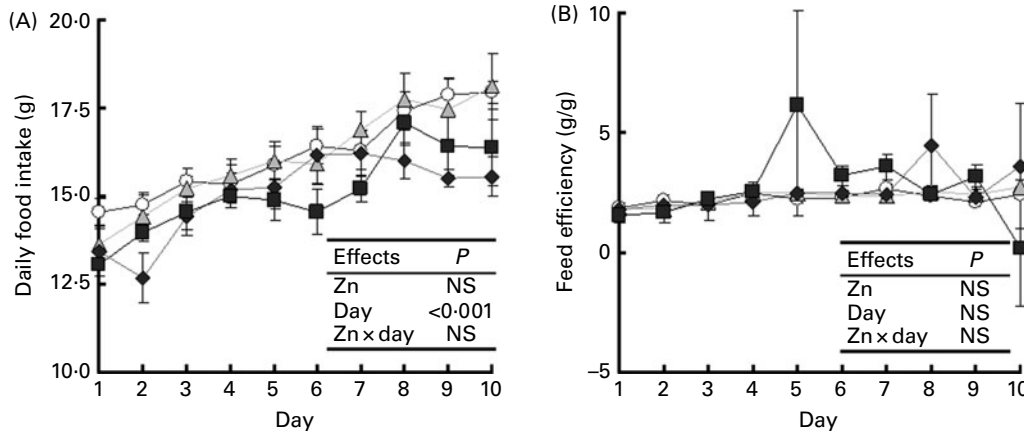 (A)
20·0
17·5
15·0
12·5
10·0
Daily food intake (g)
Effects P
Zn NS
Day <0·001
Zn × day NS
1 2 3 4 5 6 7 8 9 10
Day
(B)
10
5
0
−5
Feed efficiency (g/g)
Effects P
Zn NS
Day NS
Zn × day NS
1 2 3 4 5 6 7 8 9 10
Day